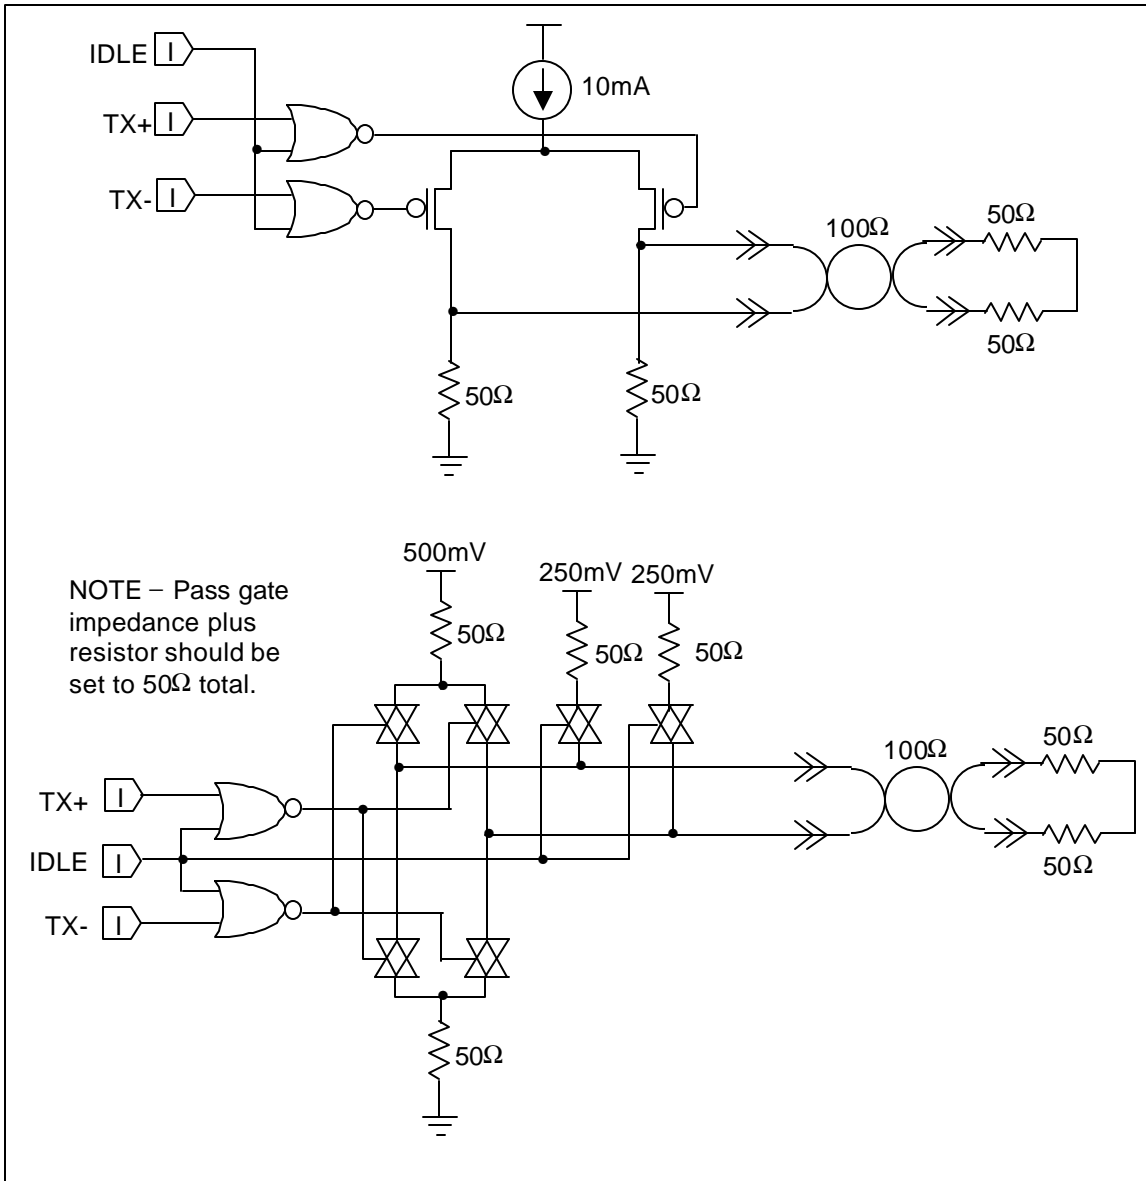 IDLE I
10mA
TX+ I
TX- I
100Ω
50Ω
50Ω
50Ω
50Ω
500mV
250mV 250mV
NOTE – Pass gate
impedance plus
resistor should be
set to 50Ω total.
50Ω
50Ω
50Ω
100Ω
50Ω
TX+ I
IDLE I
TX- I
50Ω
50Ω